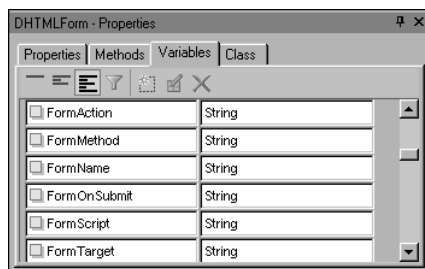 DHTMLForm - Properties
Properties Methods Variables Class
FormAction String
FormMethod String
FormName String
FormOnSubmit String
FormScript String
FormTarget String